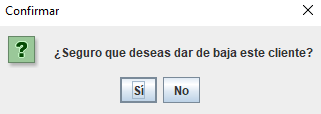 Confirmar
¿Seguro que deseas dar de baja este cliente?
Sí
No